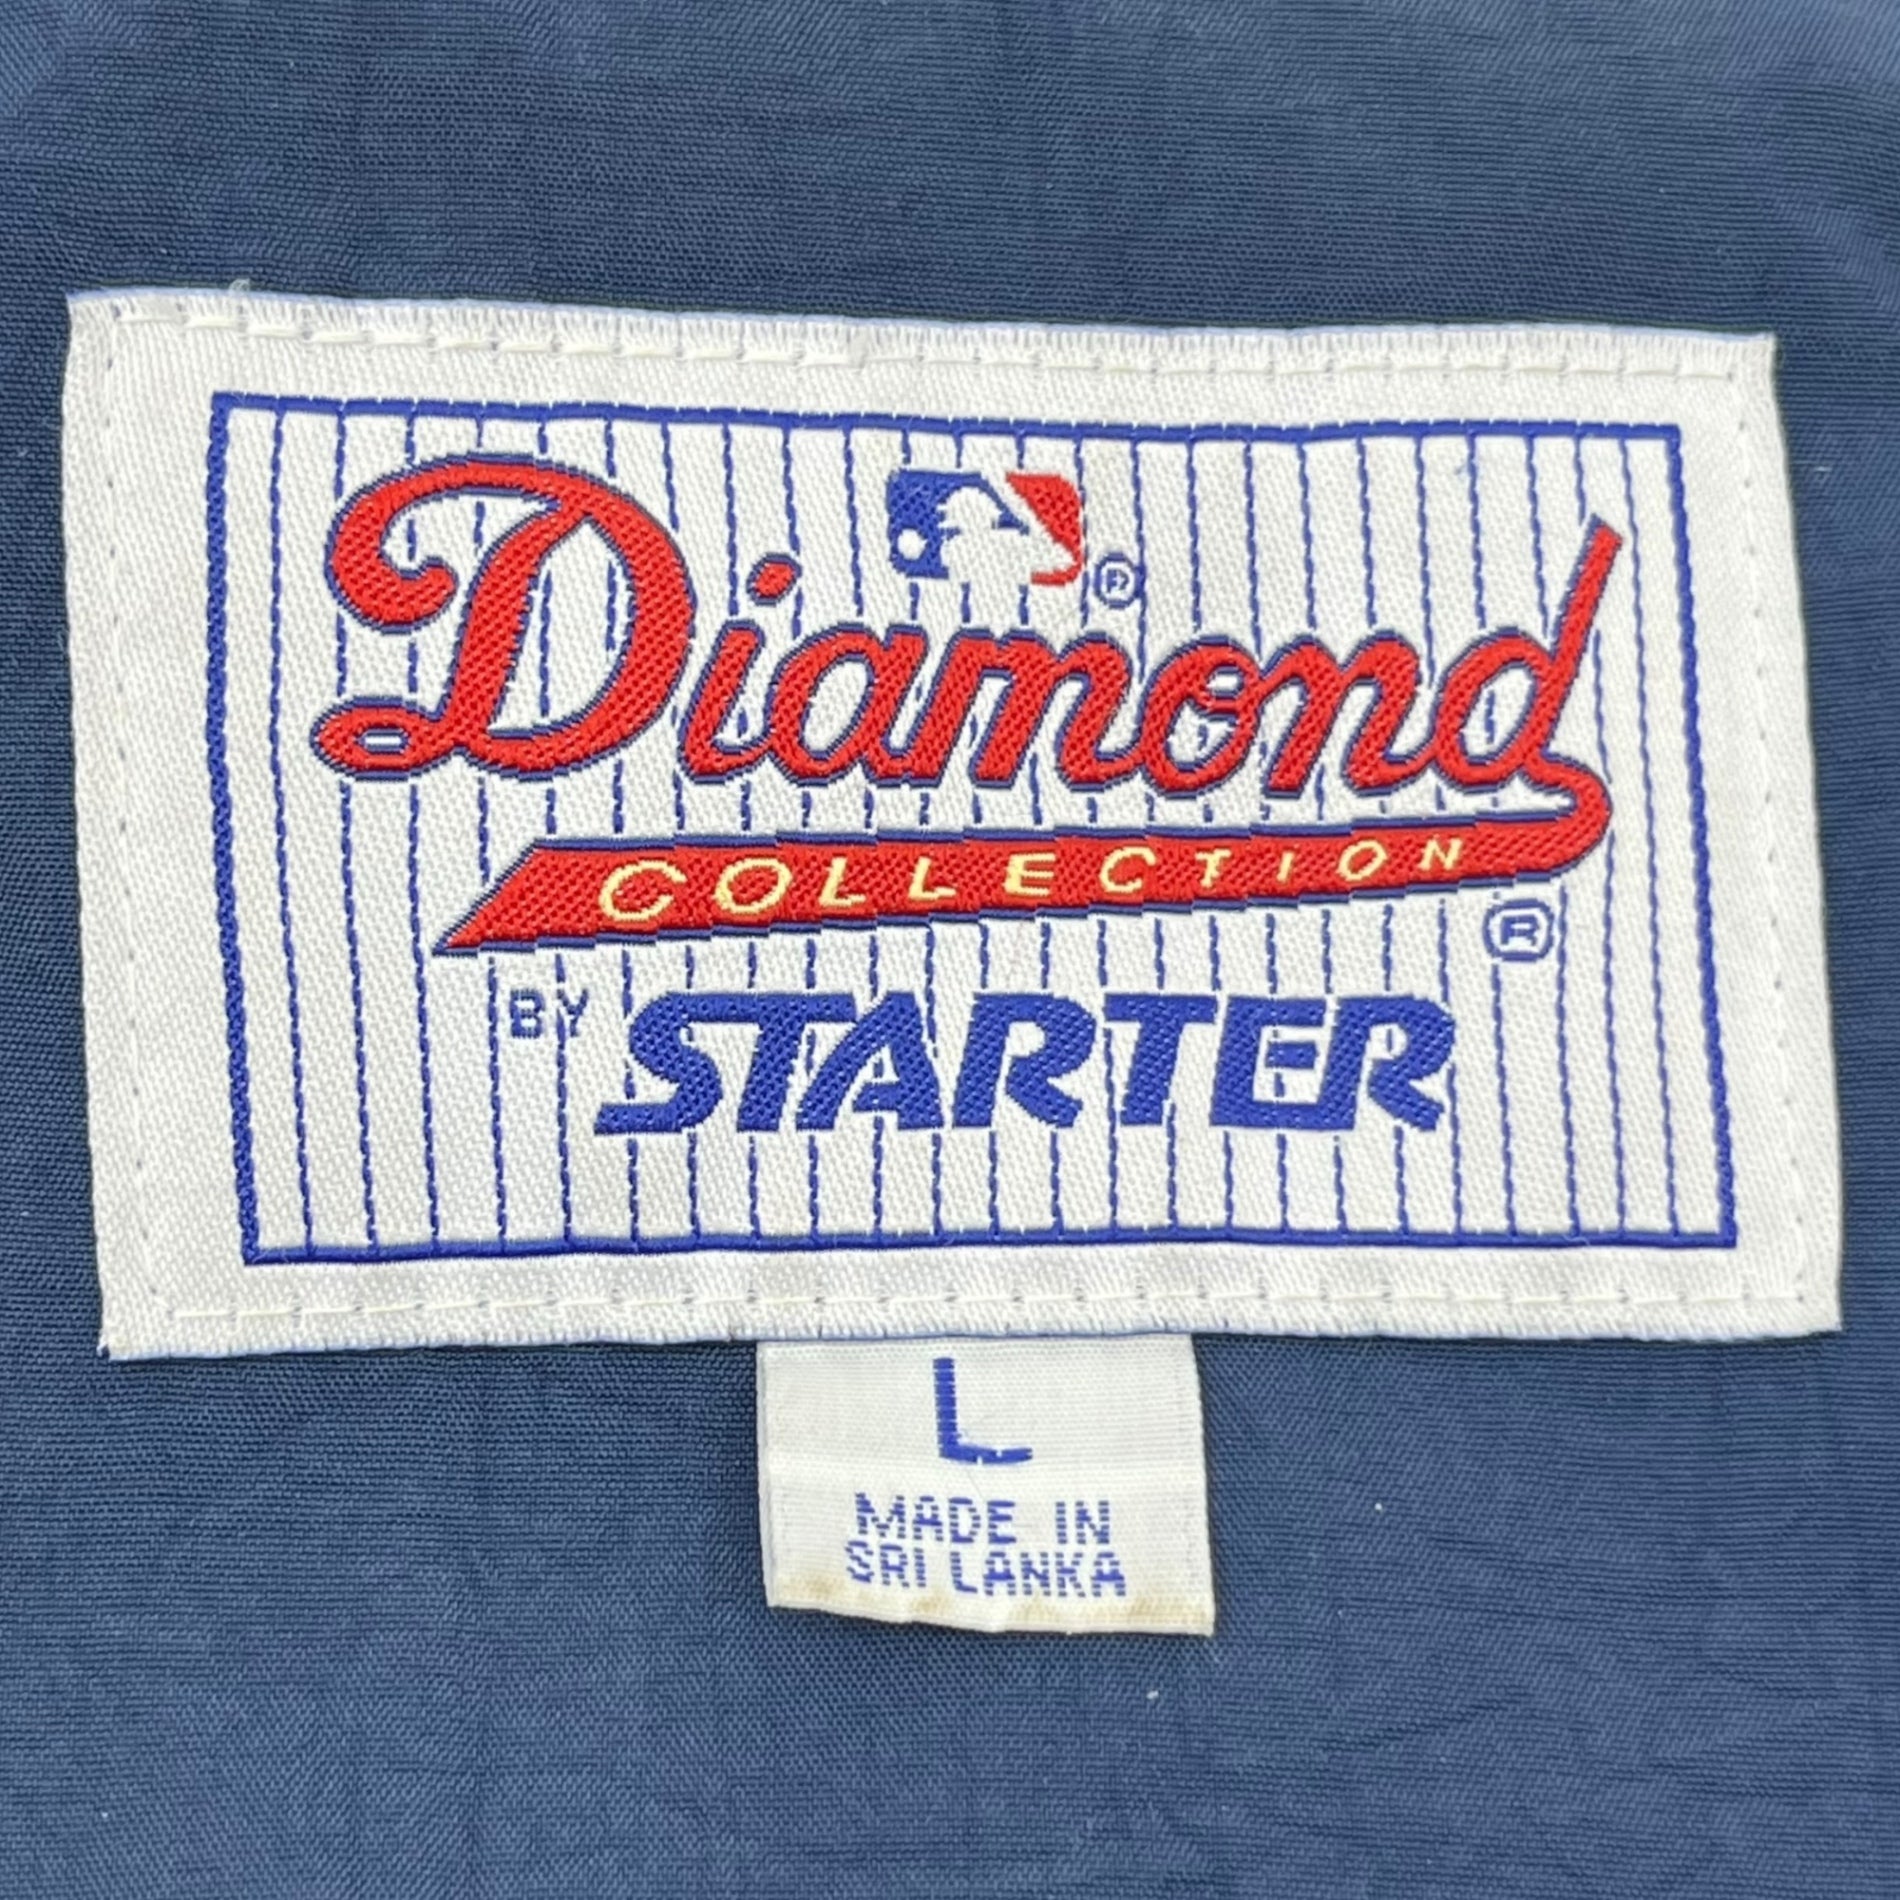 ®
Diamond
COLLECTION
®
BY STARTER
L
MADE IN
SRI LANKA